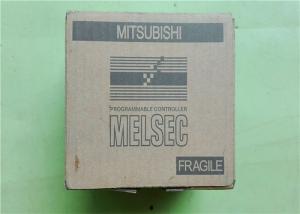 MITSUBISHI
PROGRAMMABLE CONTROLLER
MELSEC
FRAGILE